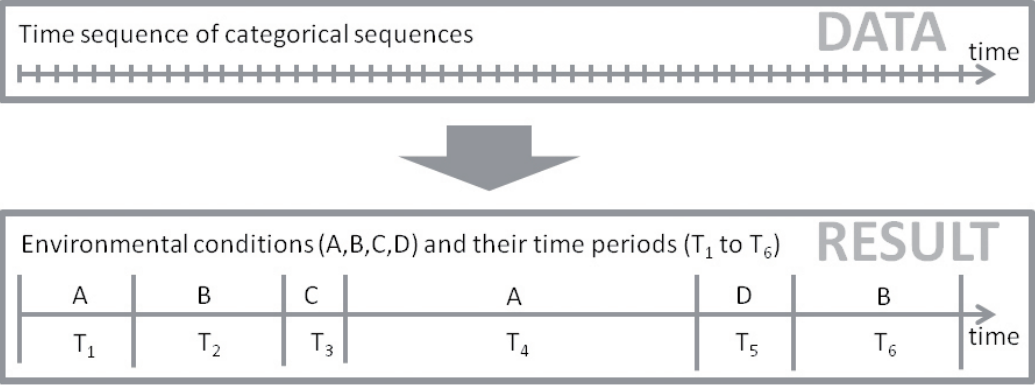 Time sequence of categorical sequences
DATA
time
Environmental conditions (A,B,C,D) and their time periods (T₁ to T₆)
RESULT
A B C A D B
T₁ T₂ T₃ T₄ T₅ T₆
time